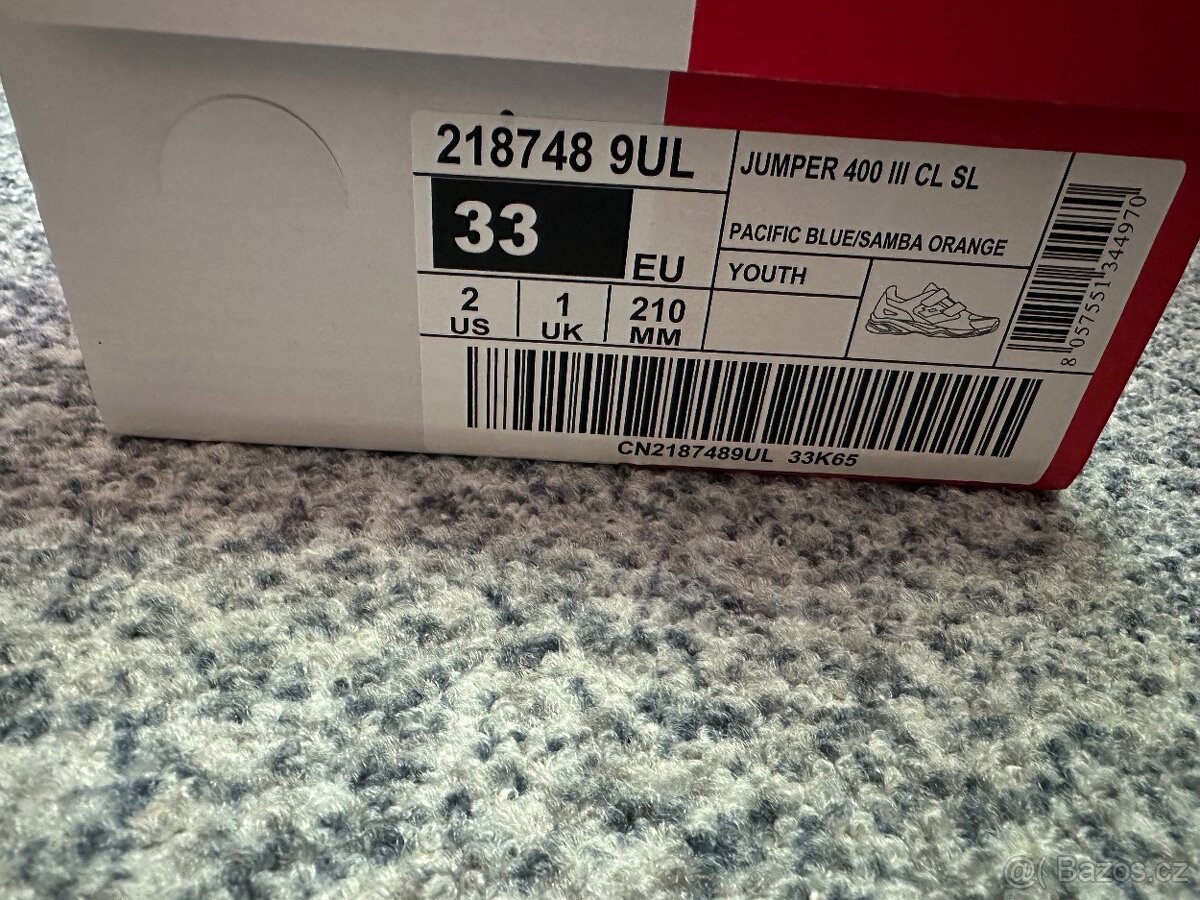 218748 9UL
JUMPER 400 III CL SL
PACIFIC BLUE/SAMBA ORANGE
33
EU
YOUTH
2
US
1
UK
210
MM
8 057551 344970
CN2187489UL 33K65
@( Bazos.cz